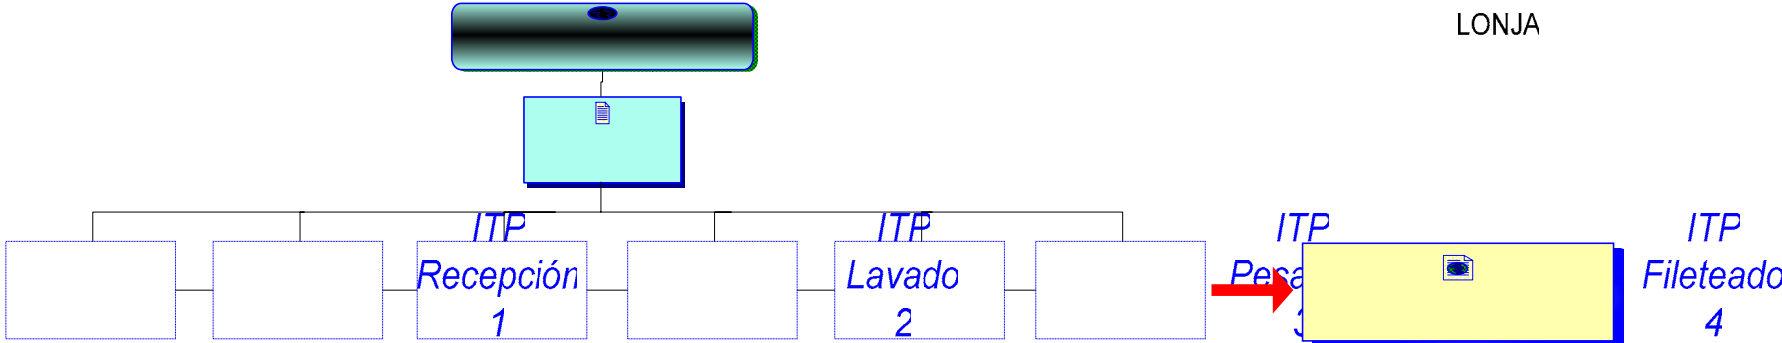 LONJA
ITP
Recepción
1
ITP
Lavado
2
ITP
ITP
Fileteado
4